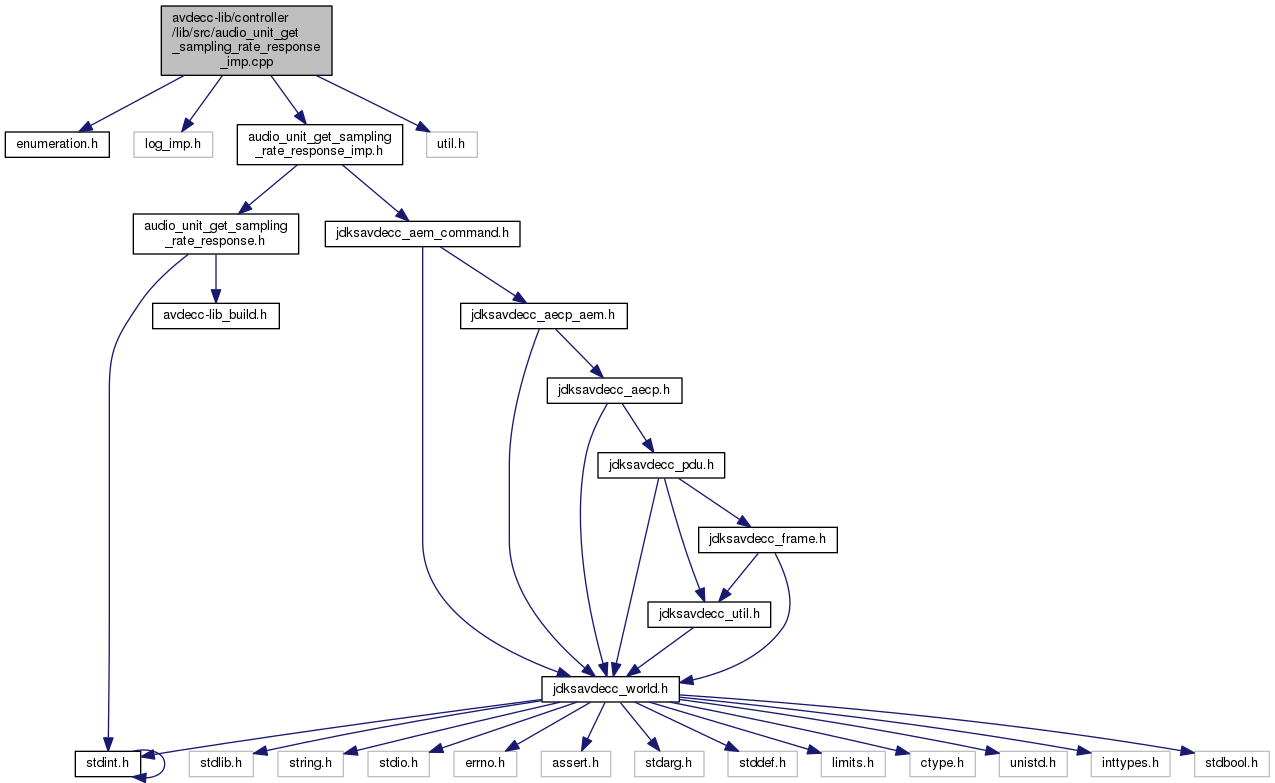 avdecc-lib/controller
/lib/src/audio_unit_get
_sampling_rate_response
_imp.cpp
enumeration.h
log_imp.h
audio_unit_get_sampling
_rate_response_imp.h
util.h
audio_unit_get_sampling
_rate_response.h
jdksavdecc_aem_command.h
avdecc-lib_build.h
jdksavdecc_aecp_aem.h
jdksavdecc_aecp.h
jdksavdecc_pdu.h
jdksavdecc_frame.h
jdksavdecc_util.h
jdksavdecc_world.h
stdint.h
stdlib.h
string.h
stdio.h
errno.h
assert.h
stdarg.h
stddef.h
limits.h
ctype.h
unistd.h
inttypes.h
stdbool.h